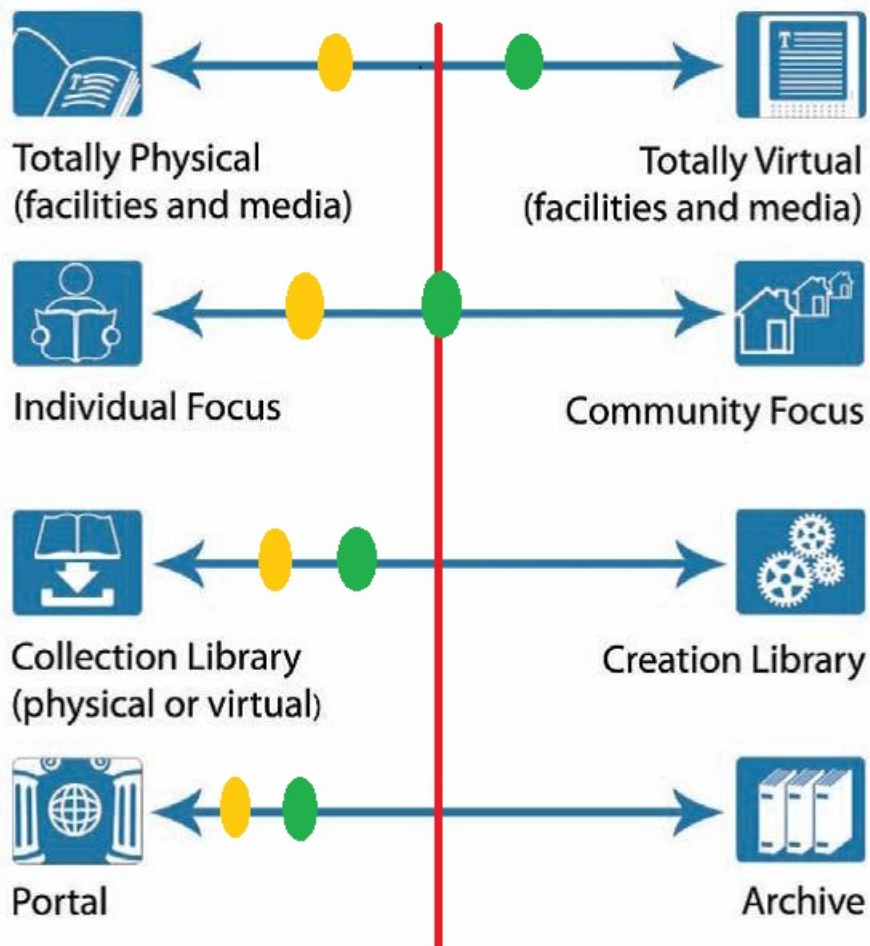 Totally Physical
(facilities and media)
Totally Virtual
(facilities and media)
Individual Focus
Community Focus
Collection Library
(physical or virtual)
Creation Library
Portal
Archive